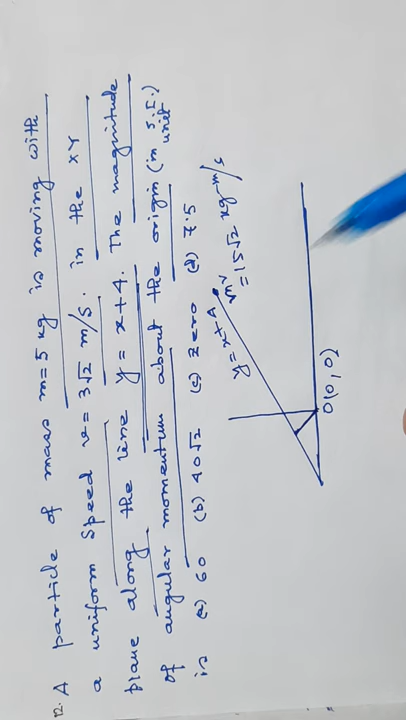 12. A particle of mass m=5 kg is moving with
a uniform speed v=3√2 m/s. in the XY
plane along the line y = x+4. The magnitude
of angular momentum about the origin (in S.I. unit)
is (a) 60 (b) 40√2 (c) zero (d) 7.5
y = x+4
mv
=15√2 kg m/s
O(0,0)